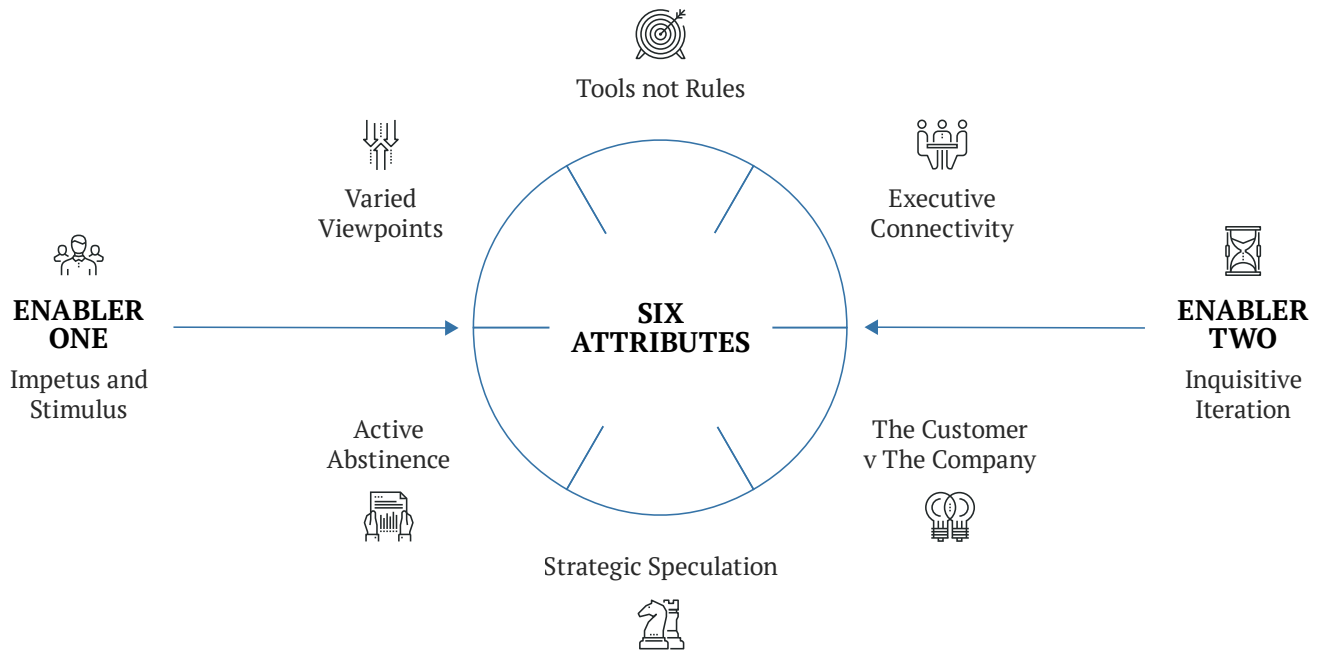 Tools not Rules
Varied
Viewpoints
Executive
Connectivity
ENABLER
ONE
Impetus and
Stimulus
SIX
ATTRIBUTES
ENABLER
TWO
Inquisitive
Iteration
Active
Abstinence
The Customer
v The Company
Strategic Speculation